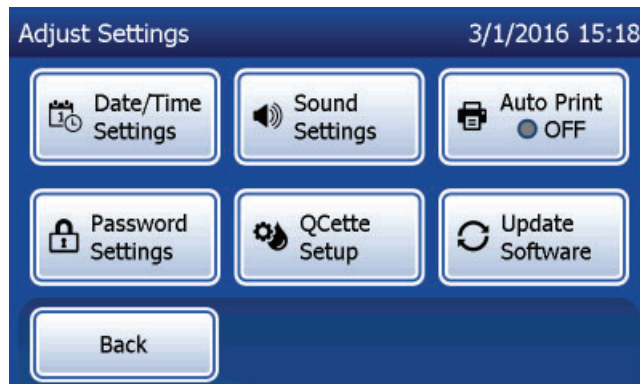 Adjust Settings 3/1/2016 15:18
Date/Time
Settings
Sound
Settings
Auto Print
OFF
Password
Settings
QCette
Setup
Update
Software
Back